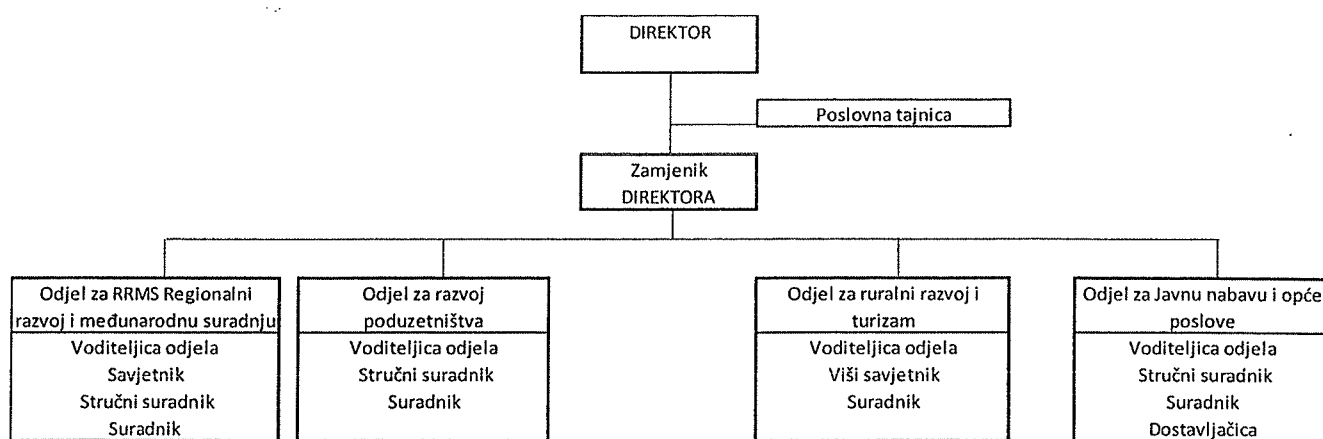 DIREKTOR
Poslovna tajnica
Zamjenik
DIREKTORA
Odjel za RRMS Regionalni
razvoj i međunarodnu suradnju
Voditeljica odjela
Savjetnik
Stručni suradnik
Suradnik
Odjel za razvoj
poduzetništva
Voditeljica odjela
Stručni suradnik
Suradnik
Odjel za ruralni razvoj i
turizam
Voditeljica odjela
Viši savjetnik
Suradnik
Odjel za Javnu nabavu i opće
poslove
Voditeljica odjela
Stručni suradnik
Suradnik
Dostavljačica